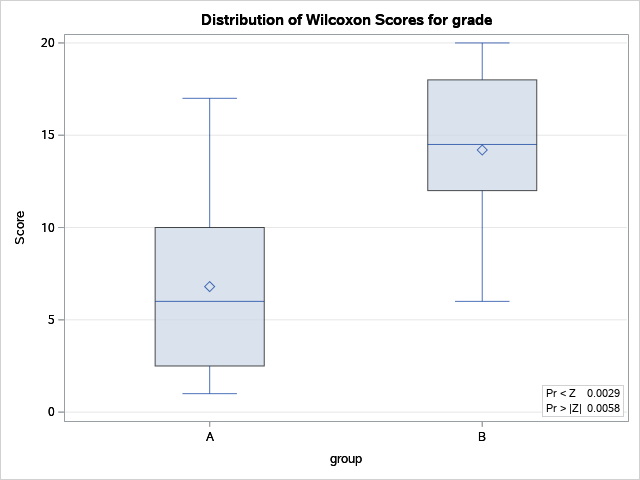 Distribution of Wilcoxon Scores for grade
20
15
10
5
0
Score
A
B
group
Pr < Z 0.0029
Pr > |Z| 0.0058